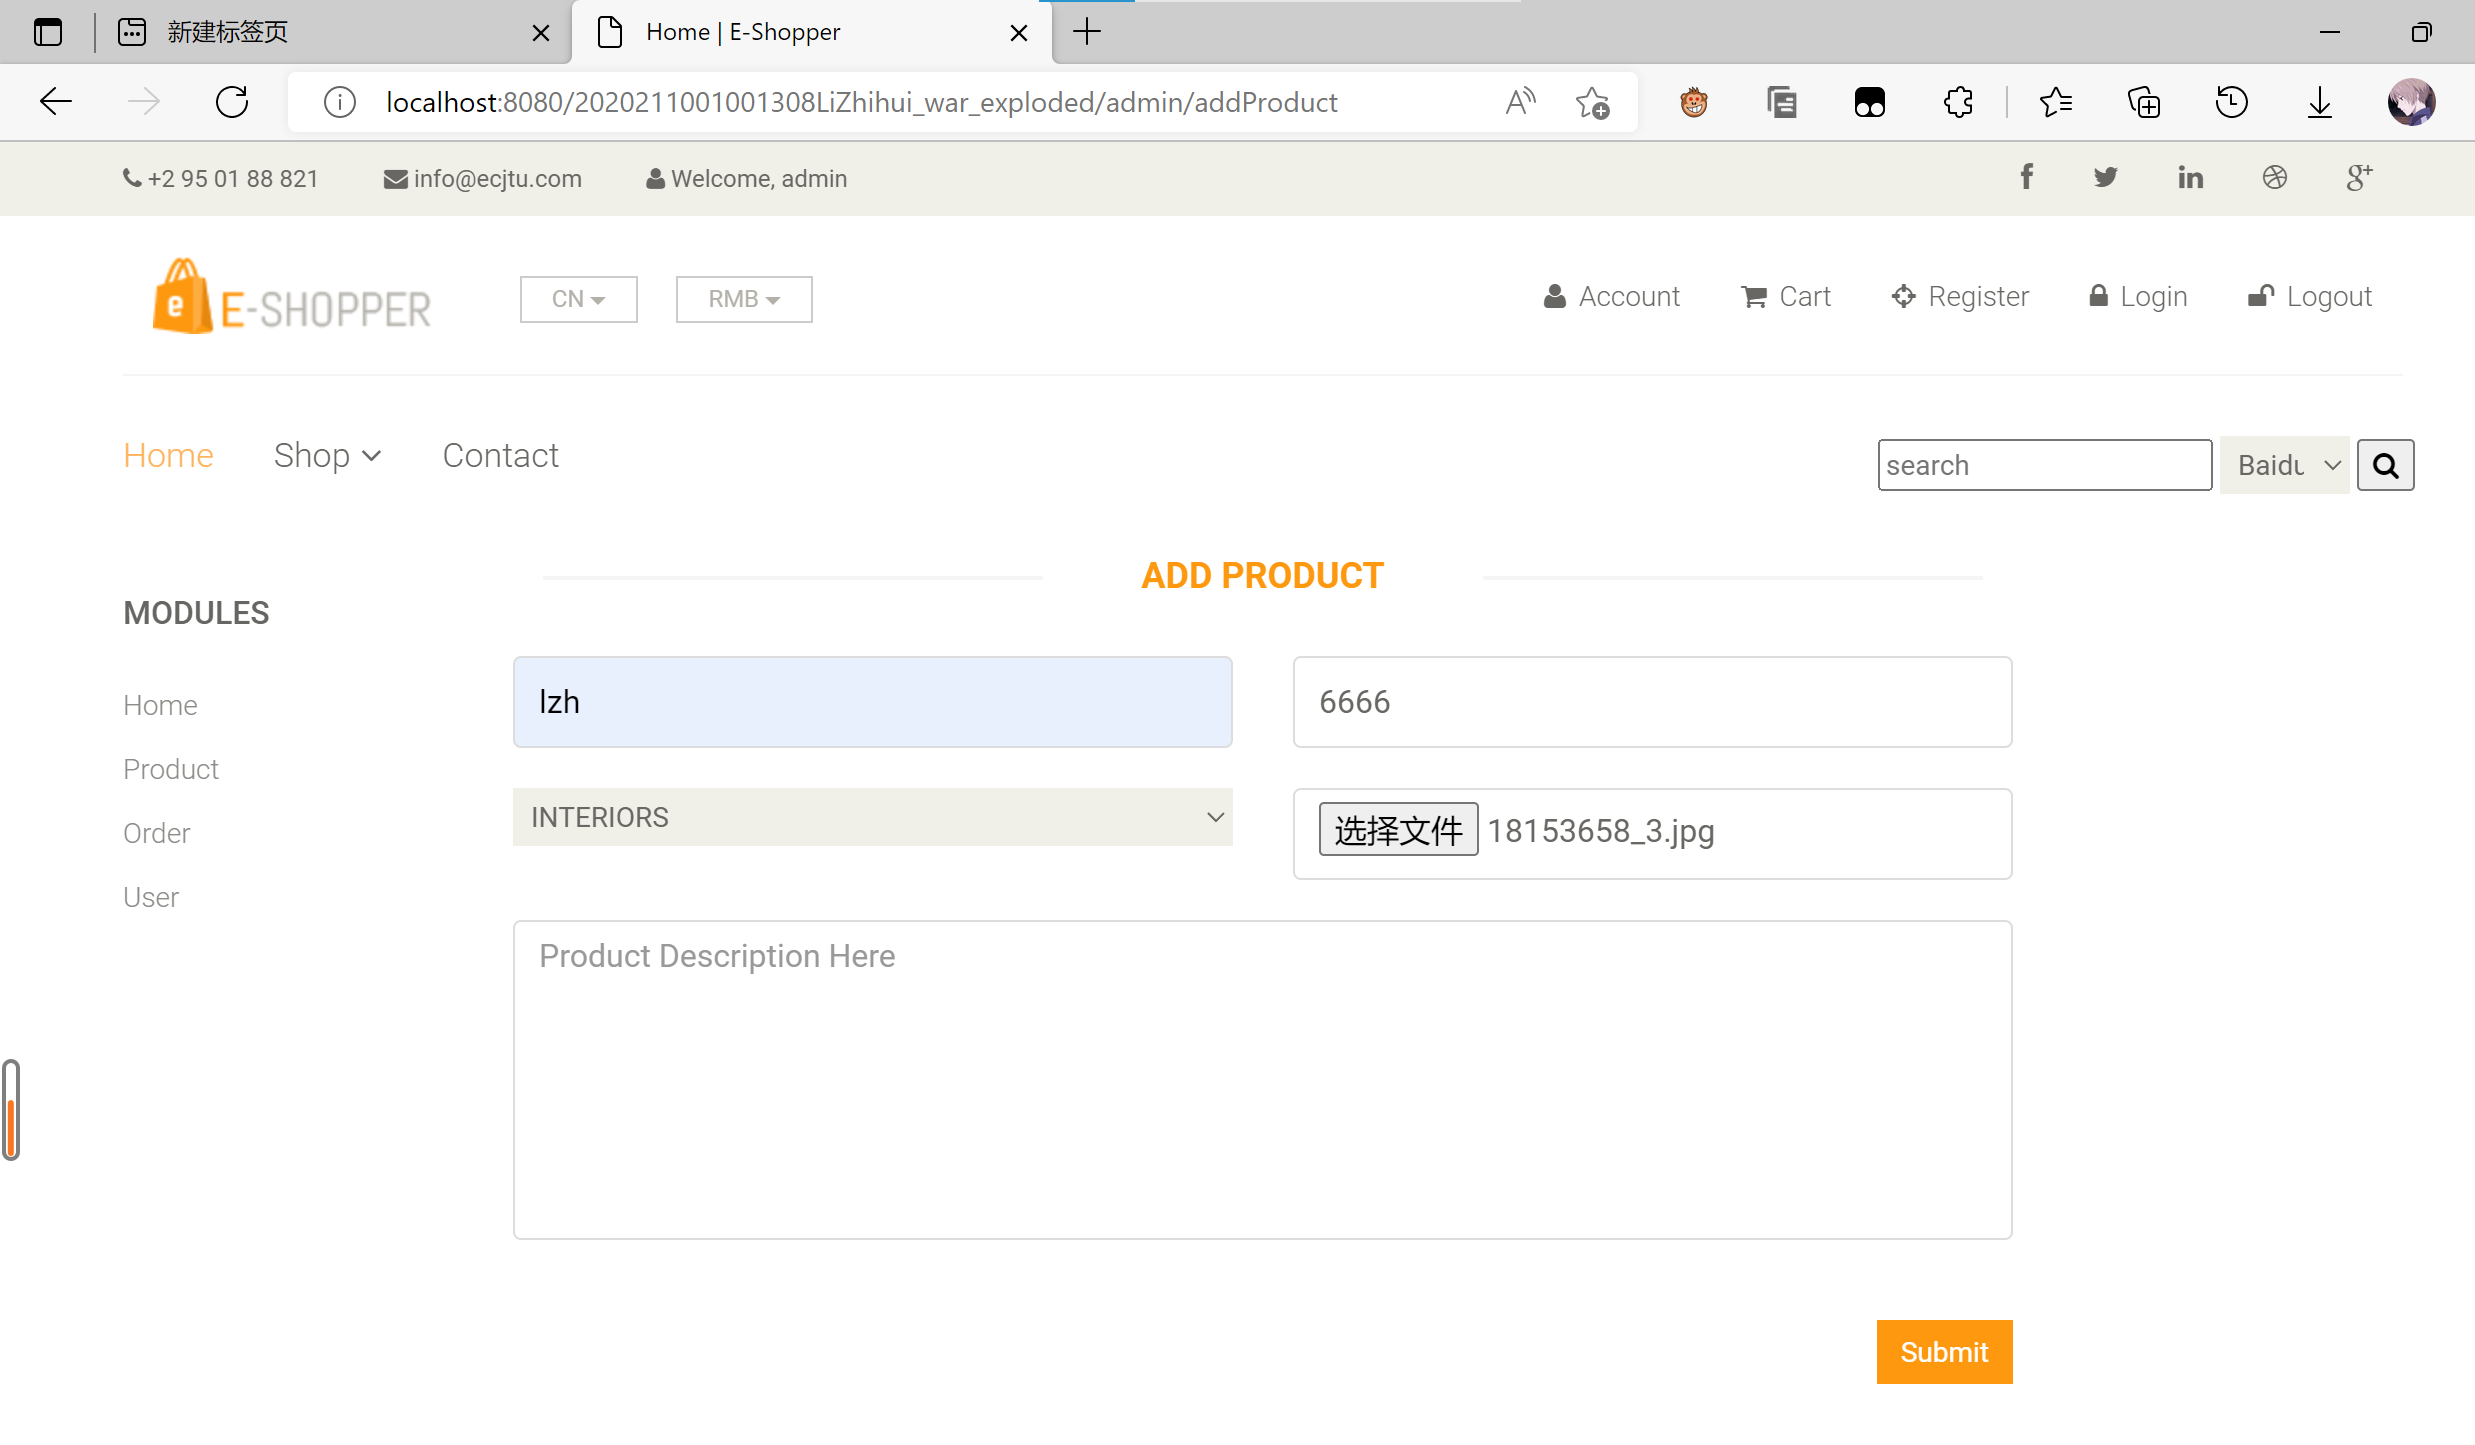 新建标签页
Home | E-Shopper
localhost:8080/2020211001001308LiZhihui_war_exploded/admin/addProduct
+2 95 01 88 821 info@ecjtu.com Welcome, admin
E-SHOPPER CN RMB Account Cart Register Login Logout
Home Shop Contact search Baidu
ADD PRODUCT
MODULES
lzh 6666
Home
Product
INTERIORS 选择文件 18153658_3.jpg
Order
User
Product Description Here
Submit